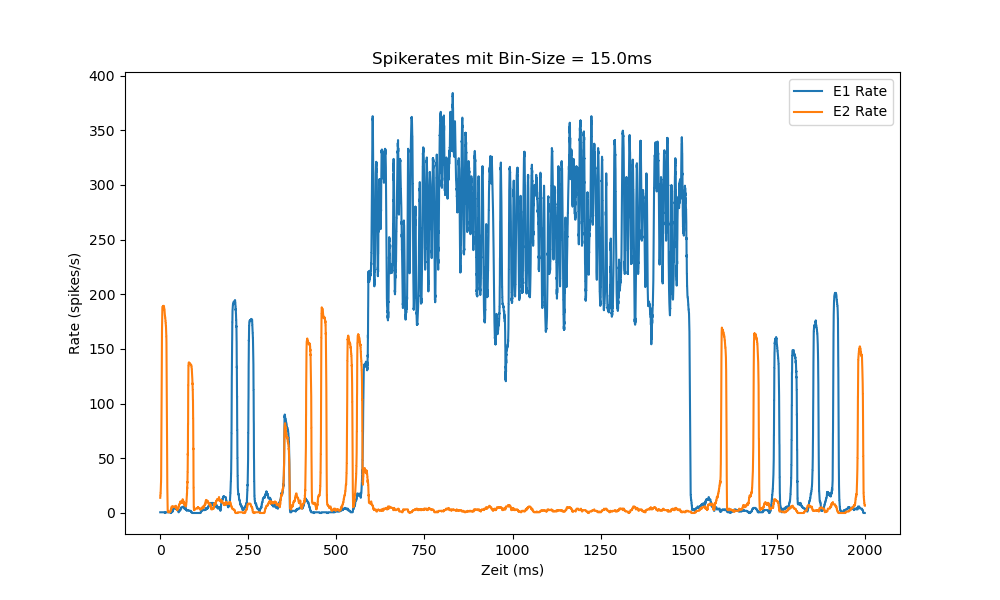 Spikerates mit Bin-Size = 15.0ms
E1 Rate
E2 Rate
Rate (spikes/s)
400
350
300
250
200
150
100
50
0
0 250 500 750 1000 1250 1500 1750 2000
Zeit (ms)